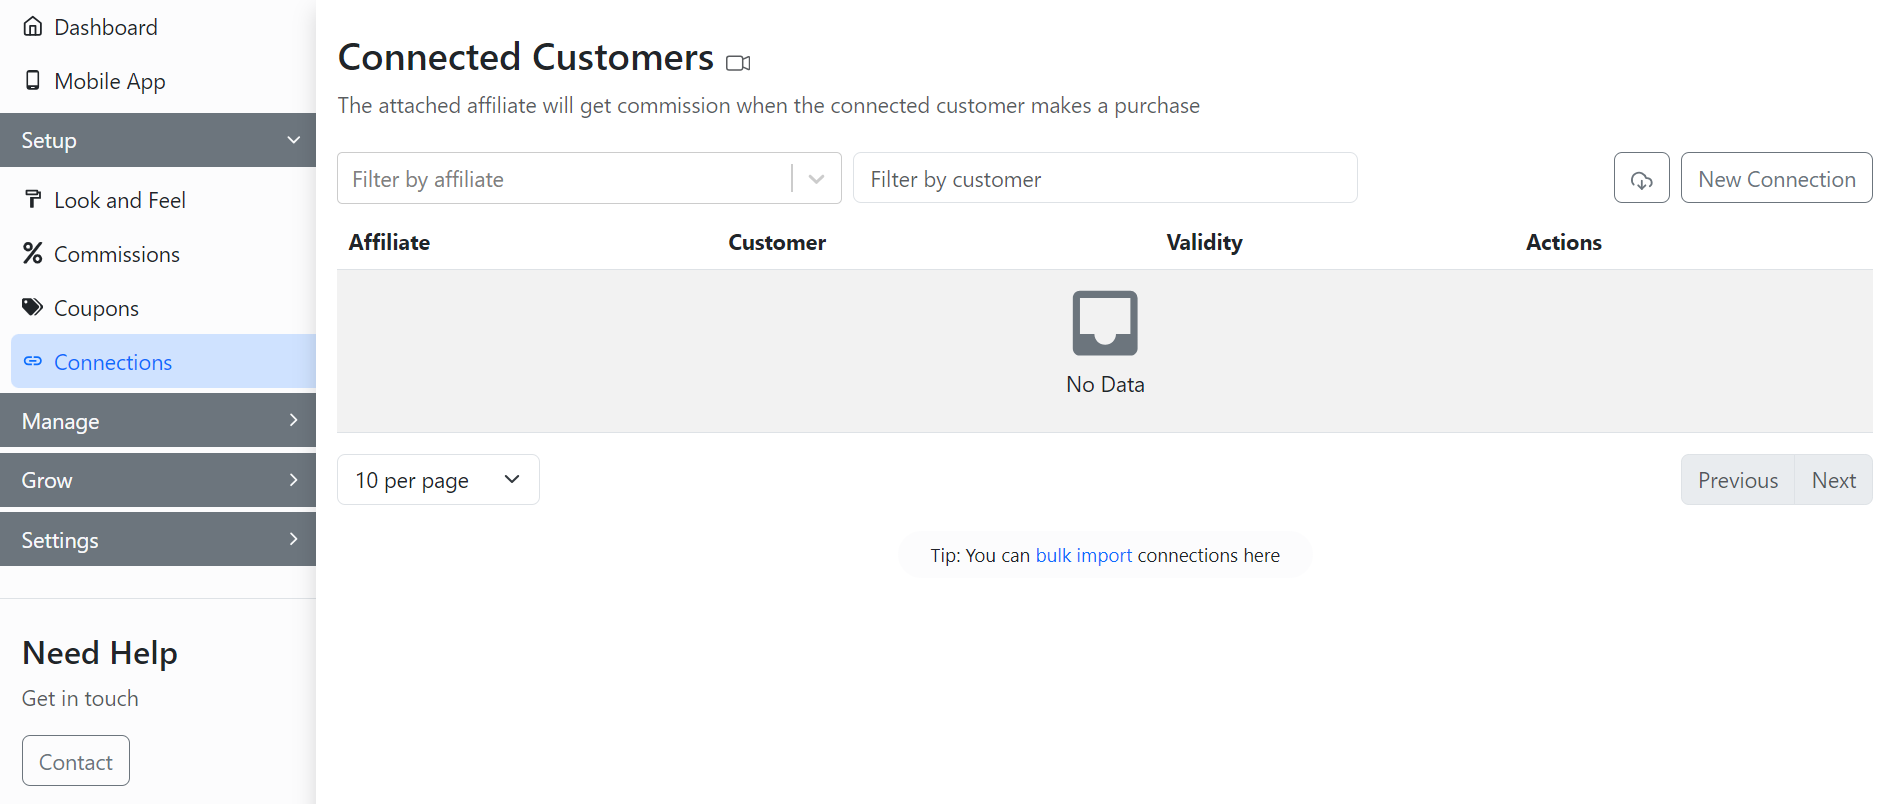 Dashboard
Mobile App
Setup
Look and Feel
Commissions
Coupons
Connections
Manage
Grow
Settings
Need Help
Get in touch
Contact
Connected Customers
The attached affiliate will get commission when the connected customer makes a purchase
Filter by affiliate
Filter by customer
New Connection
Affiliate Customer Validity Actions
No Data
10 per page
Previous Next
Tip: You can bulk import connections here